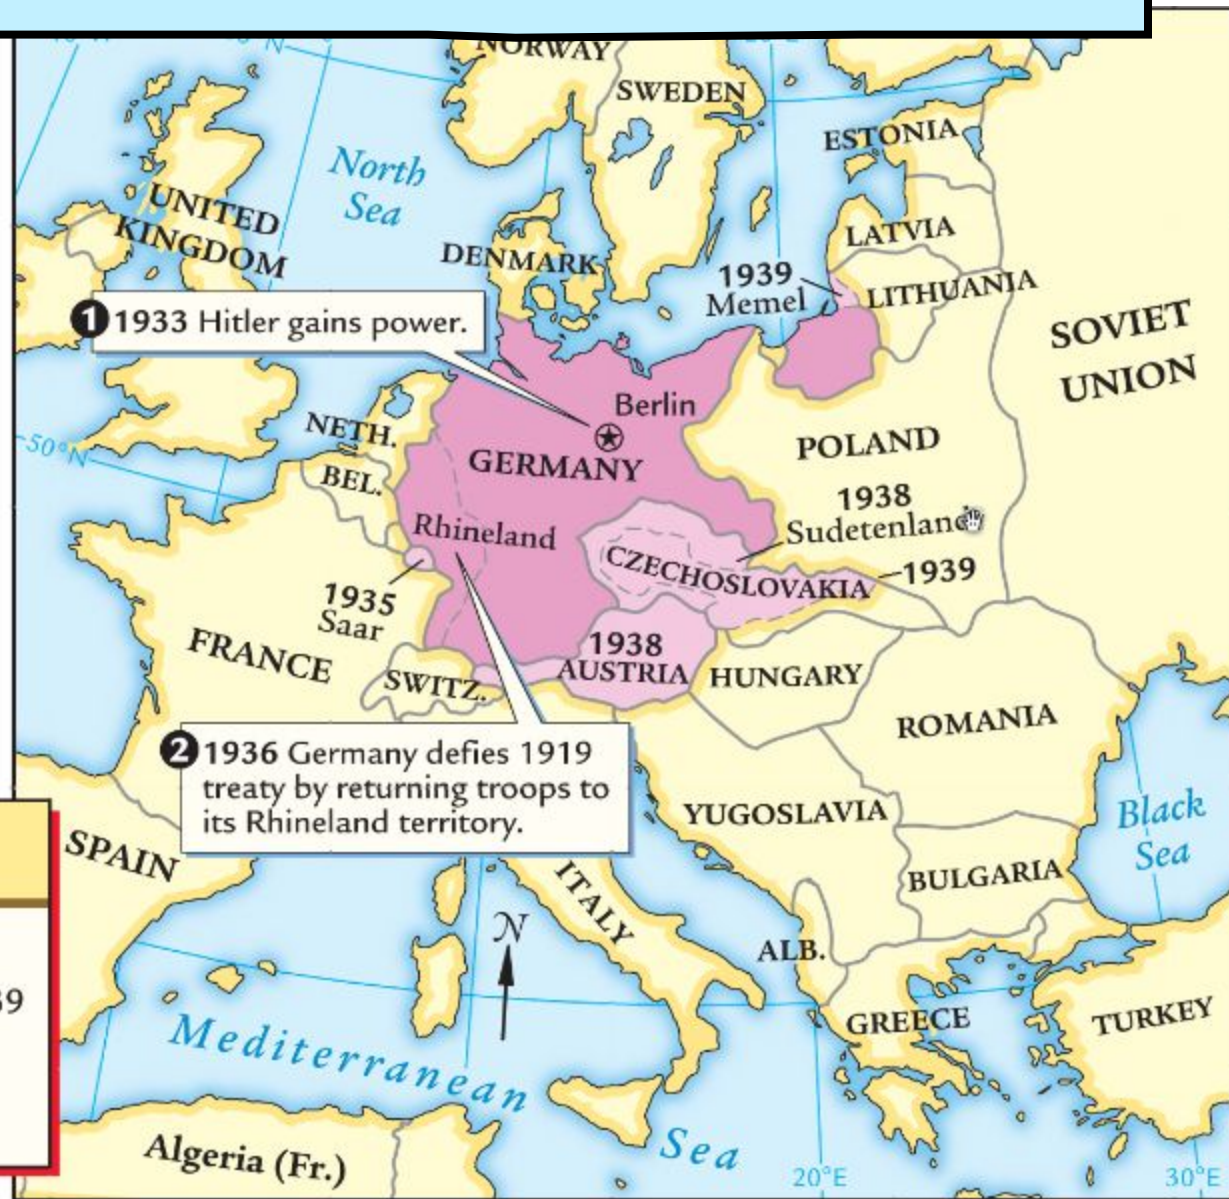 NORWAY
SWEDEN
ESTONIA
North
Sea
UNITED
KINGDOM
DENMARK
LATVIA
1939
Memel
LITHUANIA
SOVIET
UNION
1 1933 Hitler gains power.
Berlin
NETH.
50°N
GERMANY
POLAND
BEL.
1938
Sudetenland
Rhineland
CZECHOSLOVAKIA
1939
1935
Saar
FRANCE
1938
AUSTRIA
SWITZ.
HUNGARY
ROMANIA
2 1936 Germany defies 1919
treaty by returning troops to
its Rhineland territory.
YUGOSLAVIA
Black
Sea
SPAIN
BULGARIA
ITALY
N
ALB.
39
GREECE
TURKEY
Mediterranean
Sea
Algeria (Fr.)
20°E
30°E